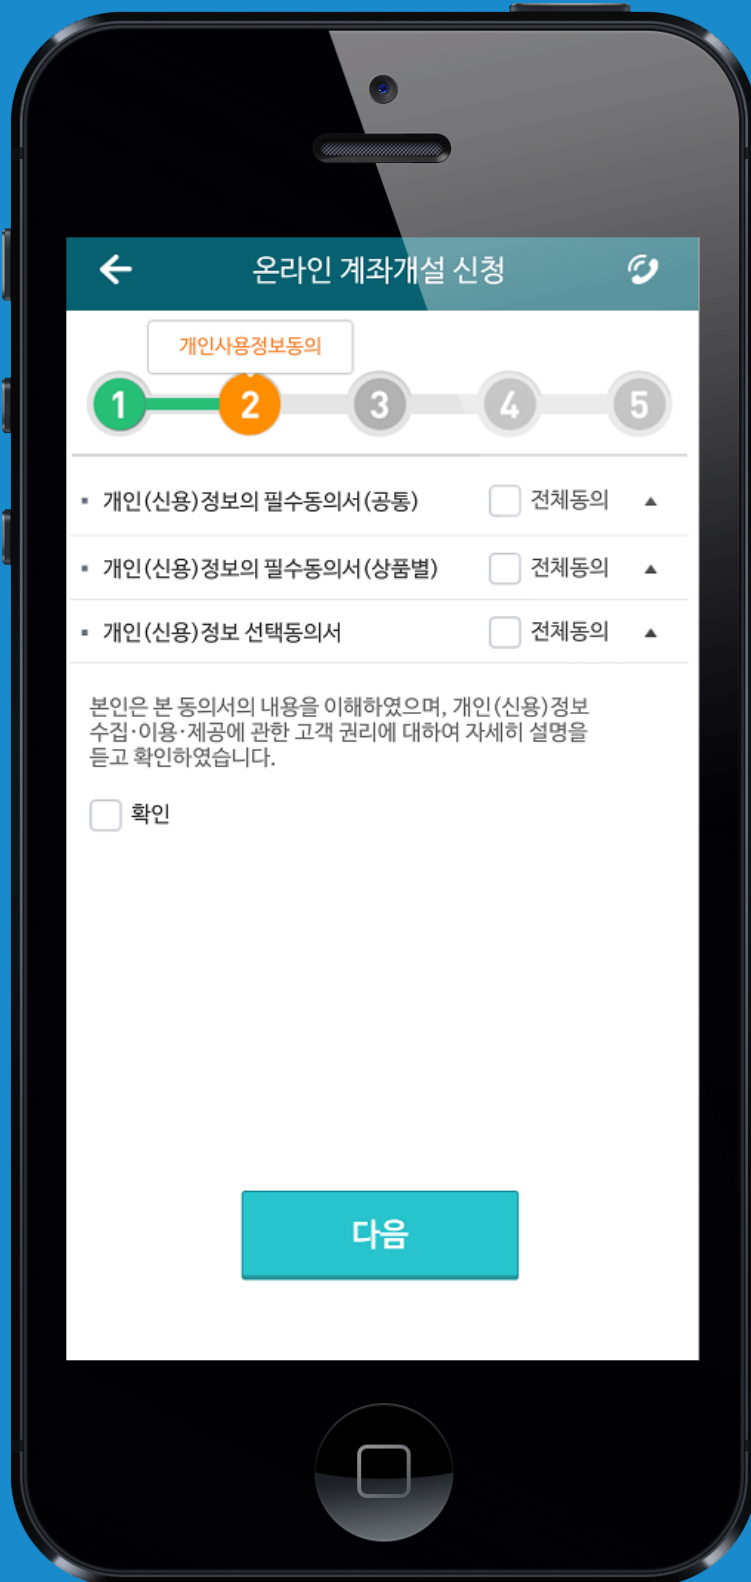 온라인 계좌개설 신청
개인사용정보동의
1 2 3 4 5
개인(신용)정보의 필수동의서(공통) 전체동의
개인(신용)정보의 필수동의서(상품별) 전체동의
개인(신용)정보 선택동의서 전체동의
본인은 본 동의서의 내용을 이해하였으며, 개인(신용)정보
수집·이용·제공에 관한 고객 권리에 대하여 자세히 설명을
듣고 확인하였습니다.
확인
다음